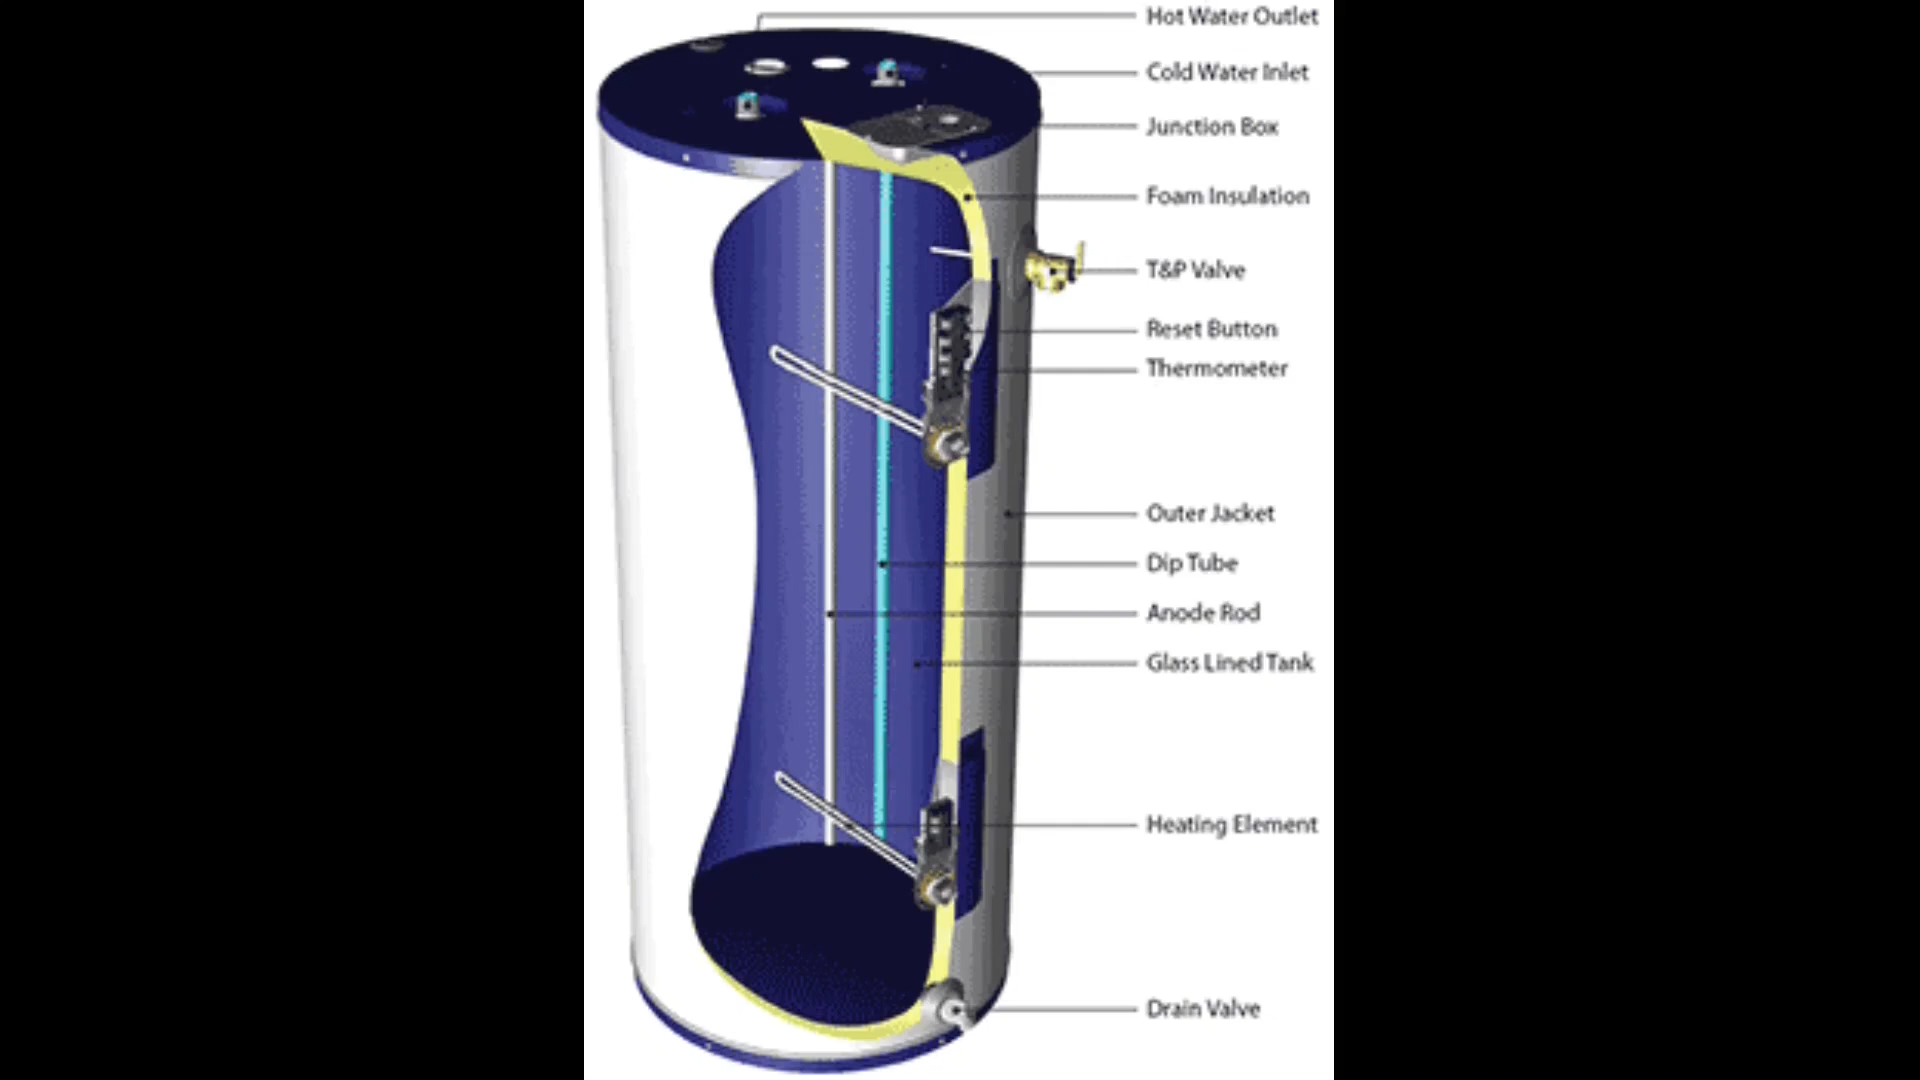 Hot Water Outlet
Cold Water Inlet
Junction Box
Foam Insulation
T&P Valve
Reset Button
Thermometer
Outer Jacket
Dip Tube
Anode Rod
Glass Lined Tank
Heating Element
Drain Valve